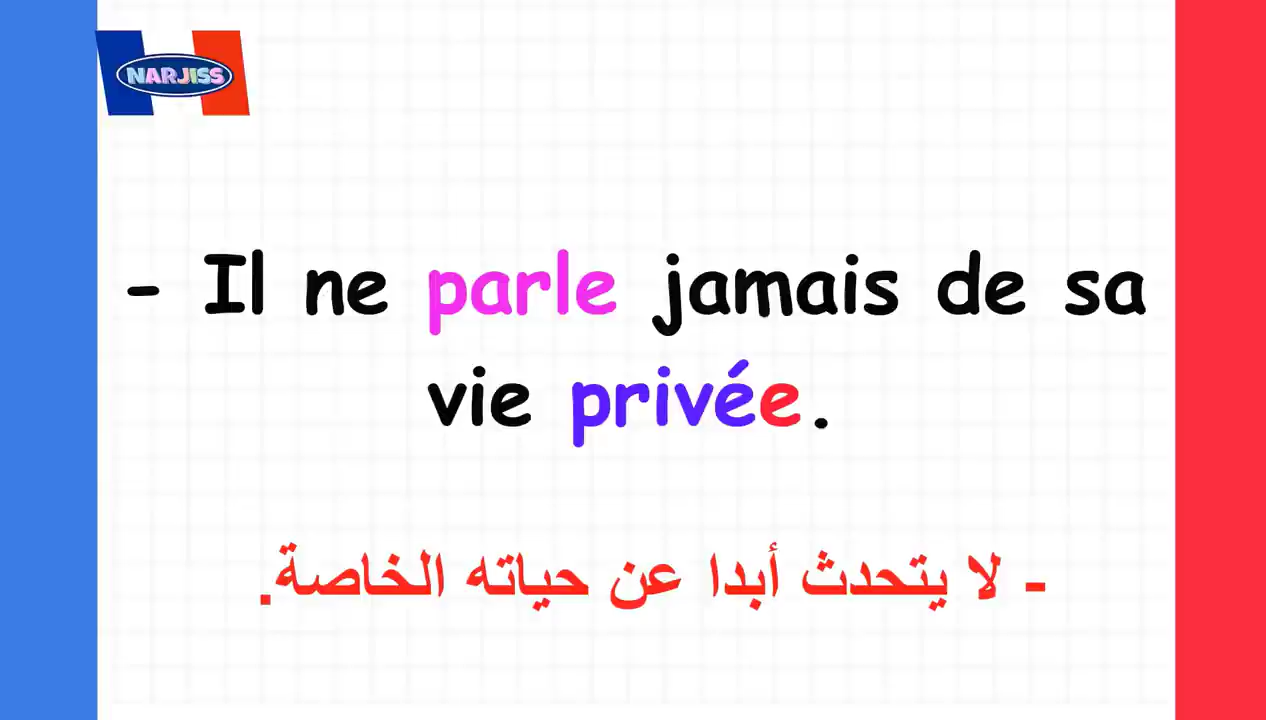 NARJISS
- Il ne parle jamais de sa
vie privée.
- لا يتحدث أبدا عن حياته الخاصة.